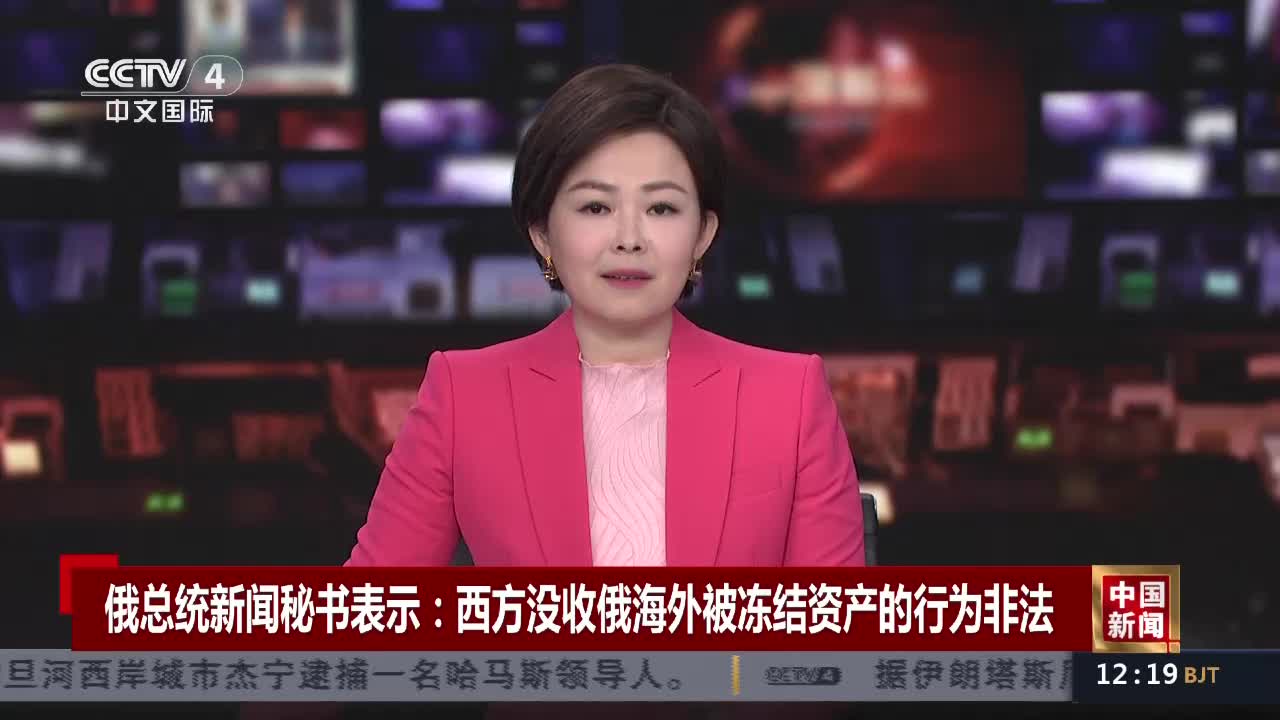 CCTV 4
中文国际
俄总统新闻秘书表示：西方没收俄海外被冻结资产的行为非法
中国
新闻
旦河西岸城市杰宁逮捕一名哈马斯领导人。 CCTV 4 据伊朗塔斯
12:19 BJT